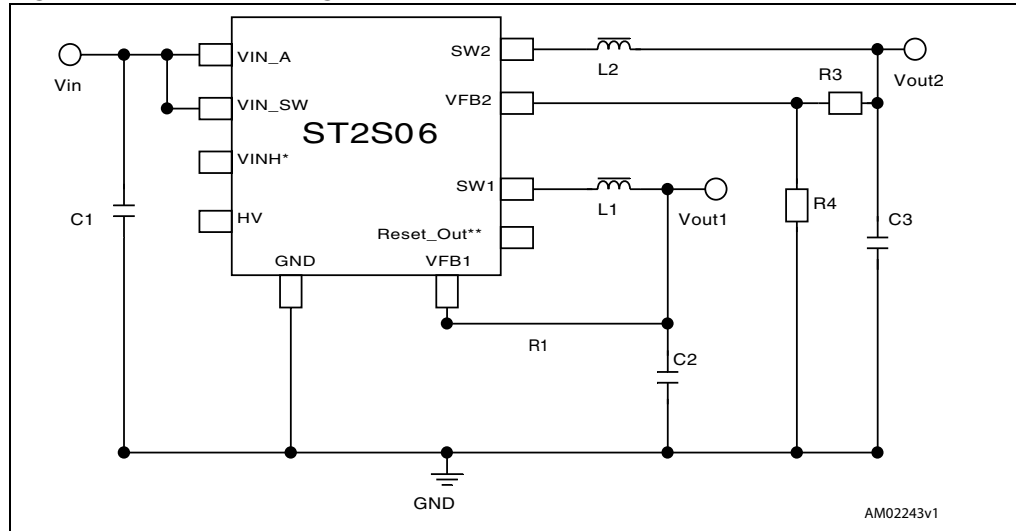 Vin
VIN_A
VIN_SW
VINH*
HV
ST2S06
GND
VFB1
SW2
VFB2
SW1
Reset_Out**
L2
L1
Vout2
R3
Vout1
R4
C3
C1
R1
C2
GND
AM02243v1